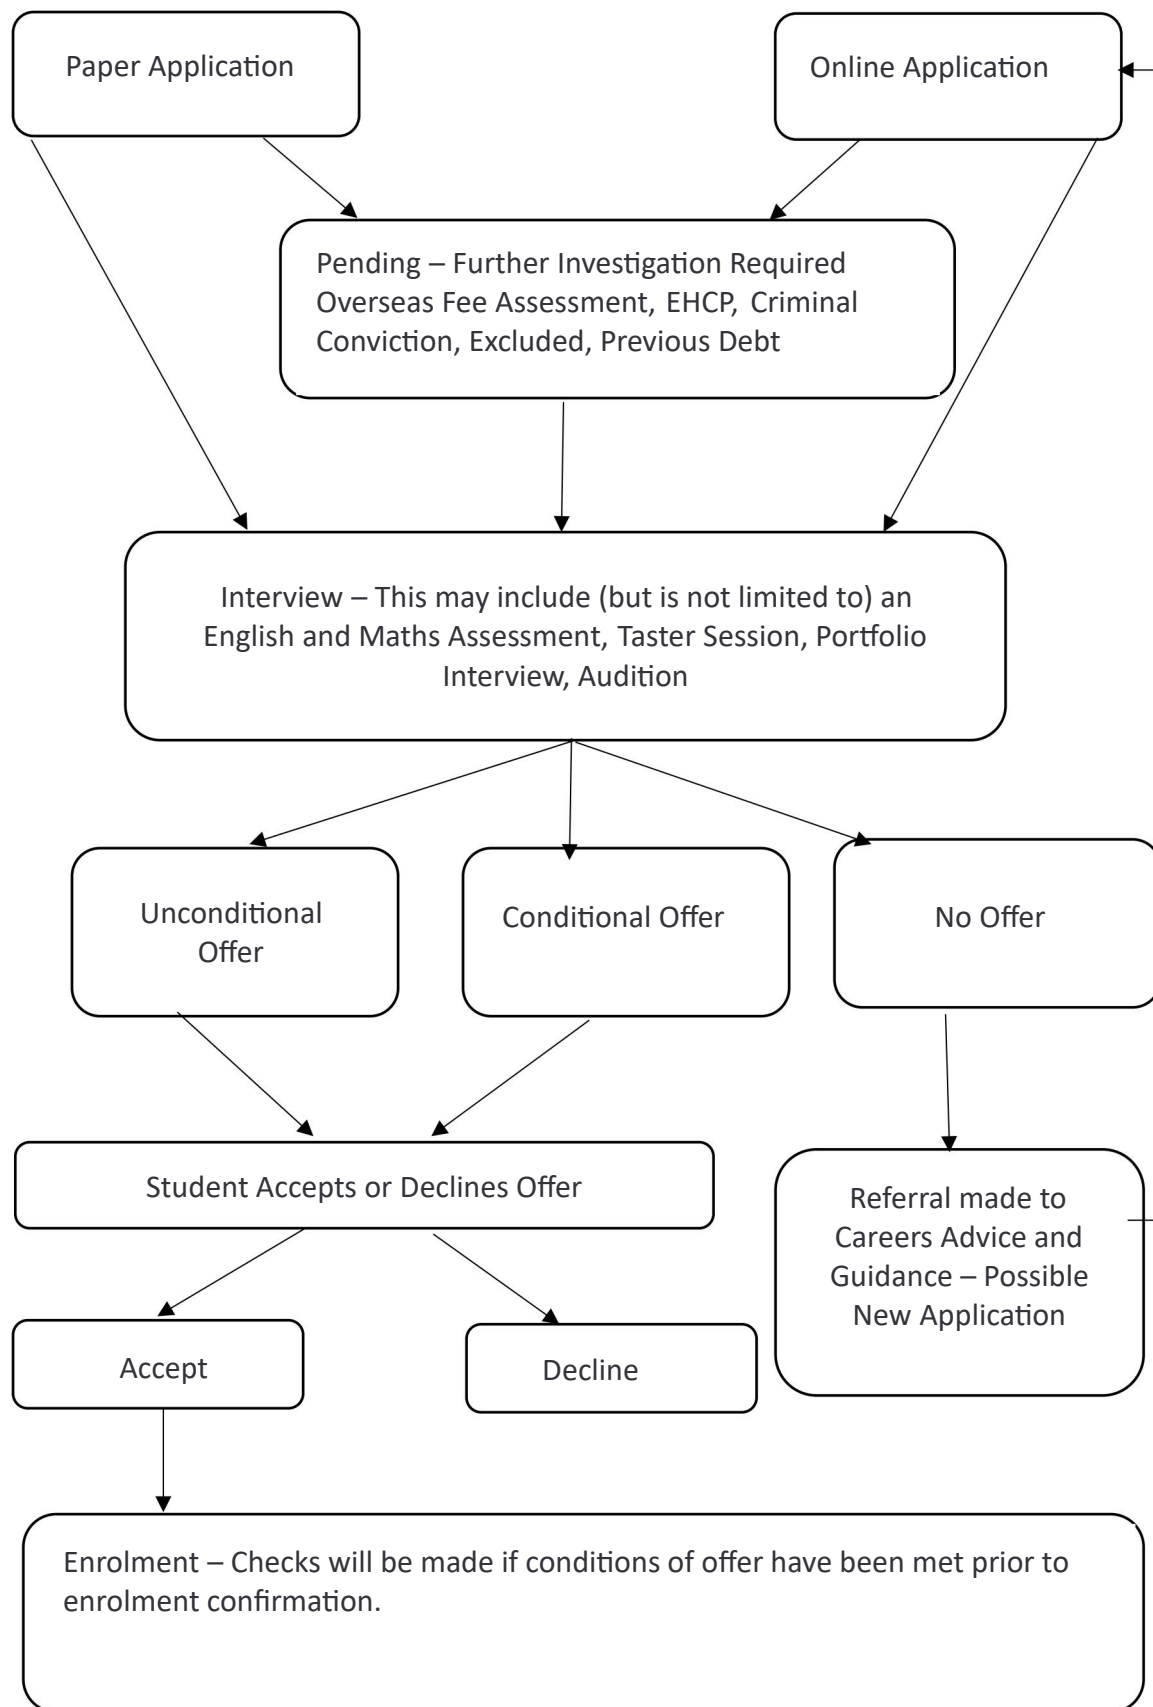 Paper Application
Online Application
Pending – Further Investigation Required
Overseas Fee Assessment, EHCP, Criminal
Conviction, Excluded, Previous Debt
Interview – This may include (but is not limited to) an
English and Maths Assessment, Taster Session, Portfolio
Interview, Audition
Unconditional
Offer
Conditional Offer
No Offer
Student Accepts or Declines Offer
Referral made to
Careers Advice and
Guidance – Possible
New Application
Accept
Decline
Enrolment – Checks will be made if conditions of offer have been met prior to
enrolment confirmation.